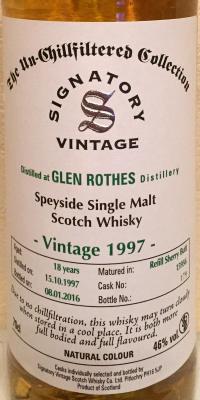 The Un-Chillfiltered Collection
SIGNATORY
S
VINTAGE
Distilled at GLEN ROTHES Distillery
Speyside Single Malt
Scotch Whisky
- Vintage 1997 -
Aged: 18 years Matured in: Refill Sherry Butt
on: 15.10.1997 Cask No:
on: 08.01.2016 Bottle No.:
Due to no chillfiltration, this whisky may turn cloudy
when stored in a cool place. It is both more
full bodied and full flavoured.
70cl 46% vol
NATURAL COLOUR
Casks individually selected and bottled by
Signatory Vintage Scotch Whisky Co. Ltd, Pitlochry PH16 5JP
Product of Scotland